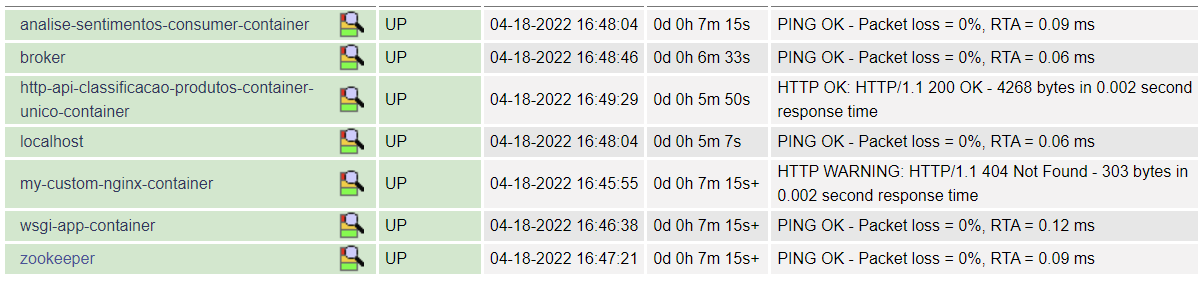 analise-sentimentos-consumer-container UP 04-18-2022 16:48:04 0d 0h 7m 15s PING OK - Packet loss = 0%, RTA = 0.09 ms
broker UP 04-18-2022 16:48:46 0d 0h 6m 33s PING OK - Packet loss = 0%, RTA = 0.06 ms
http-api-classificacao-produtos-container-
unico-container UP 04-18-2022 16:49:29 0d 0h 5m 50s HTTP OK: HTTP/1.1 200 OK - 4268 bytes in 0.002 second
response time
localhost UP 04-18-2022 16:48:04 0d 0h 5m 7s PING OK - Packet loss = 0%, RTA = 0.06 ms
my-custom-nginx-container UP 04-18-2022 16:45:55 0d 0h 7m 15s+ HTTP WARNING: HTTP/1.1 404 Not Found - 303 bytes in
0.002 second response time
wsgi-app-container UP 04-18-2022 16:46:38 0d 0h 7m 15s+ PING OK - Packet loss = 0%, RTA = 0.12 ms
zookeeper UP 04-18-2022 16:47:21 0d 0h 7m 15s+ PING OK - Packet loss = 0%, RTA = 0.09 ms